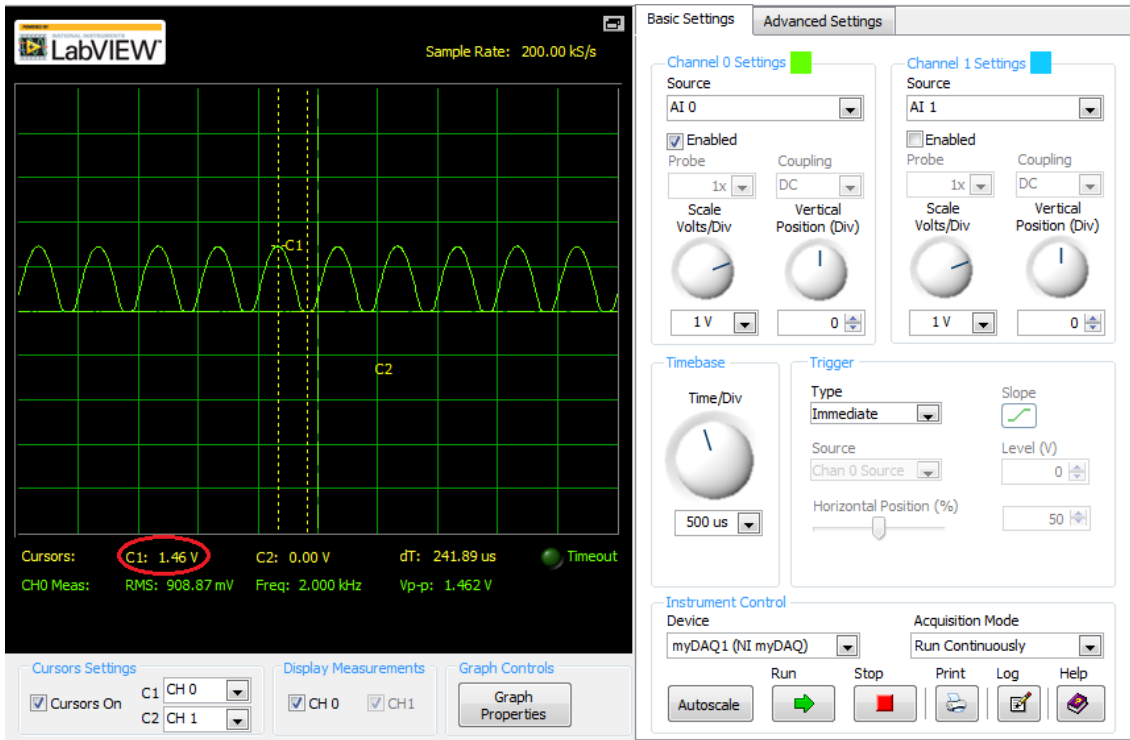 POWERED BY
NATIONAL INSTRUMENTS
LabVIEW
Sample Rate: 200.00 kS/s
C1
C2
Cursors: C1: 1.46 V C2: 0.00 V dT: 241.89 us Timeout
CH0 Meas: RMS: 908.87 mV Freq: 2.000 kHz Vp-p: 1.462 V
Cursors Settings
Cursors On
C1 CH 0
C2 CH 1
Display Measurements
CH 0 CH1
Graph Controls
Graph
Properties
Basic Settings Advanced Settings
Channel 0 Settings
Source
AI 0
Enabled
Probe Coupling
1x DC
Scale Vertical
Volts/Div Position (Div)
1 V 0
Channel 1 Settings
Source
AI 1
Enabled
Probe Coupling
1x DC
Scale Vertical
Volts/Div Position (Div)
1 V 0
Timebase
Time/Div
500 us
Trigger
Type Slope
Immediate
Source Level (V)
Chan 0 Source 0
Horizontal Position (%)
50
Instrument Control
Device Acquisition Mode
myDAQ1 (NI myDAQ) Run Continuously
Run Stop Print Log Help
Autoscale